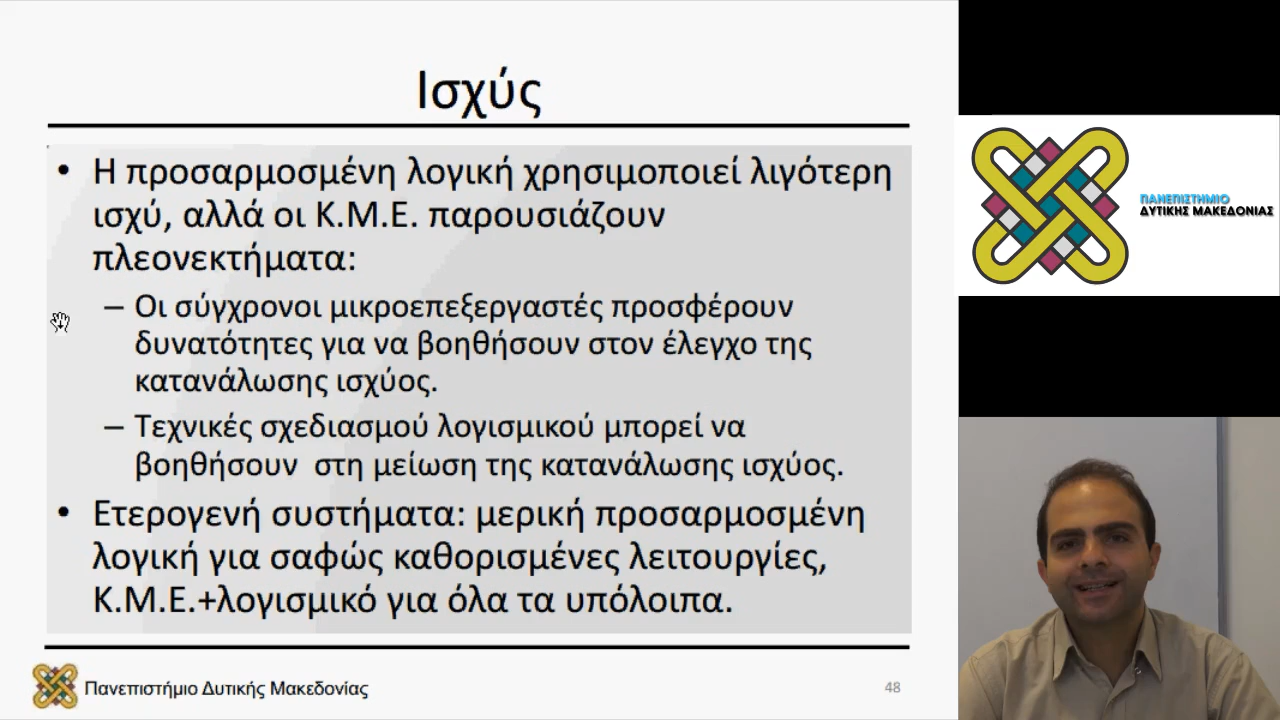 Ισχύς
• Η προσαρμοσμένη λογική χρησιμοποιεί λιγότερη
ισχύ, αλλά οι Κ.Μ.Ε. παρουσιάζουν
πλεονεκτήματα:
– Οι σύγχρονοι μικροεπεξεργαστές προσφέρουν
δυνατότητες για να βοηθήσουν στον έλεγχο της
κατανάλωσης ισχύος.
– Τεχνικές σχεδιασμού λογισμικού μπορεί να
βοηθήσουν στη μείωση της κατανάλωσης ισχύος.
• Ετερογενή συστήματα: μερική προσαρμοσμένη
λογική για σαφώς καθορισμένες λειτουργίες,
Κ.Μ.Ε.+λογισμικό για όλα τα υπόλοιπα.
Πανεπιστήμιο Δυτικής Μακεδονίας
48
ΠΑΝΕΠΙΣΤΗΜΙΟ
ΔΥΤΙΚΗΣ ΜΑΚΕΔΟΝΙΑΣ